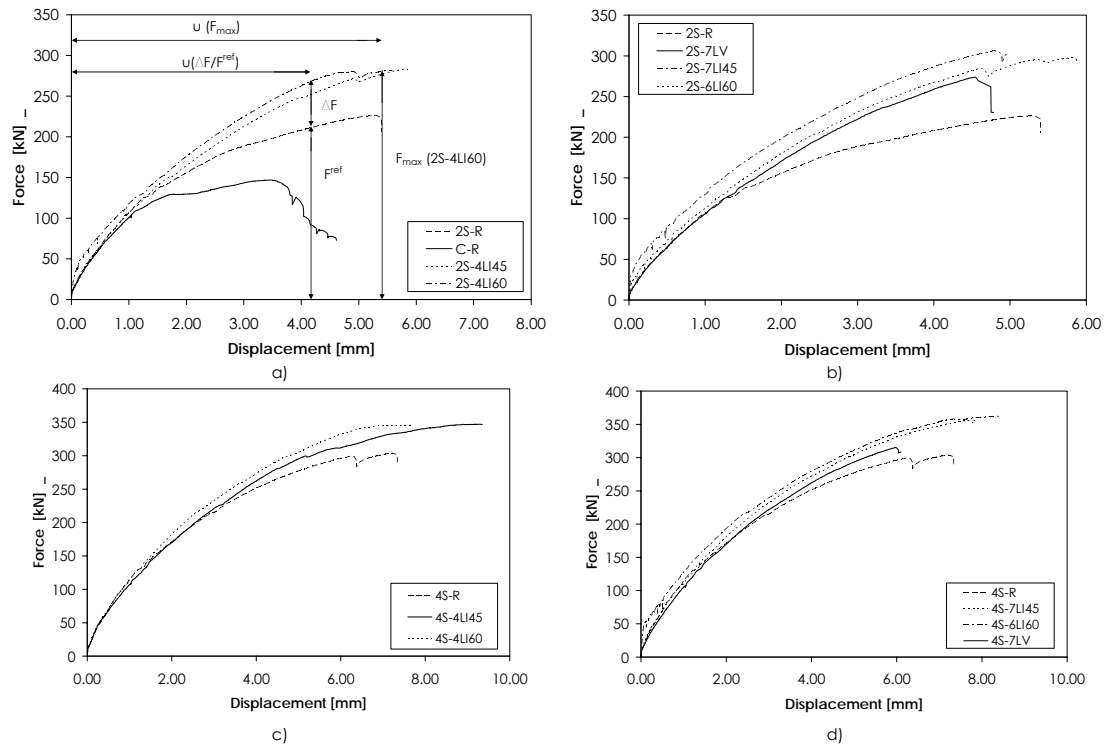 350
300
250
200
150
100
50
0
Force [kN] _
0.00 1.00 2.00 3.00 4.00 5.00 6.00 7.00 8.00
Displacement [mm]
a)
υ (Fmax)
υ(ΔF/Fref)
ΔF
Fref
Fmax (2S-4LI60)
2S-R
C-R
2S-4LI45
2S-4LI60
350
300
250
200
150
100
50
0
Force [kN] _
0.00 1.00 2.00 3.00 4.00 5.00 6.00
Displacement [mm]
b)
2S-R
2S-7LV
2S-7LI45
2S-6LI60
400
350
300
250
200
150
100
50
0
Force [kN] _
0.00 2.00 4.00 6.00 8.00 10.00
Displacement [mm]
c)
4S-R
4S-4LI45
4S-4LI60
400
350
300
250
200
150
100
50
0
Force [kN] _
0.00 2.00 4.00 6.00 8.00 10.00
Displacement [mm]
d)
4S-R
4S-7LI45
4S-6LI60
4S-7LV